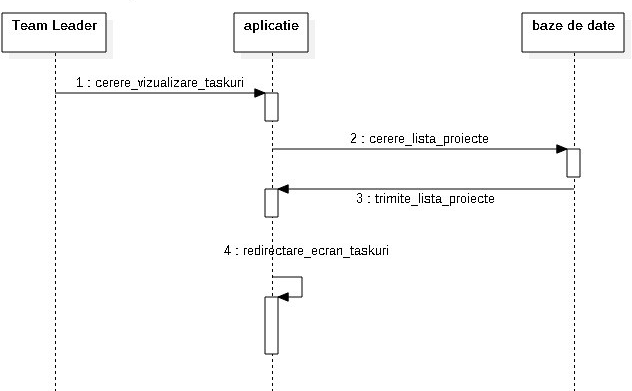 Team Leader
aplicatie
baze de date
1 : cerere_vizualizare_taskuri
2 : cerere_lista_proiecte
3 : trimite_lista_proiecte
4 : redirectare_ecran_taskuri